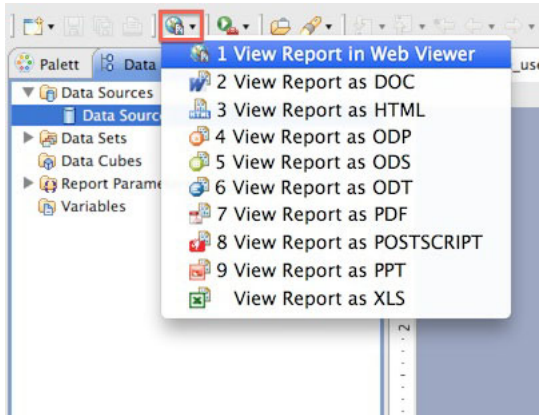 Palett
Data
_use
1 View Report in Web Viewer
2 View Report as DOC
3 View Report as HTML
4 View Report as ODP
5 View Report as ODS
6 View Report as ODT
7 View Report as PDF
8 View Report as POSTSCRIPT
9 View Report as PPT
View Report as XLS
Data Sources
Data Sourc
Data Sets
Data Cubes
Report Parame
Variables
2